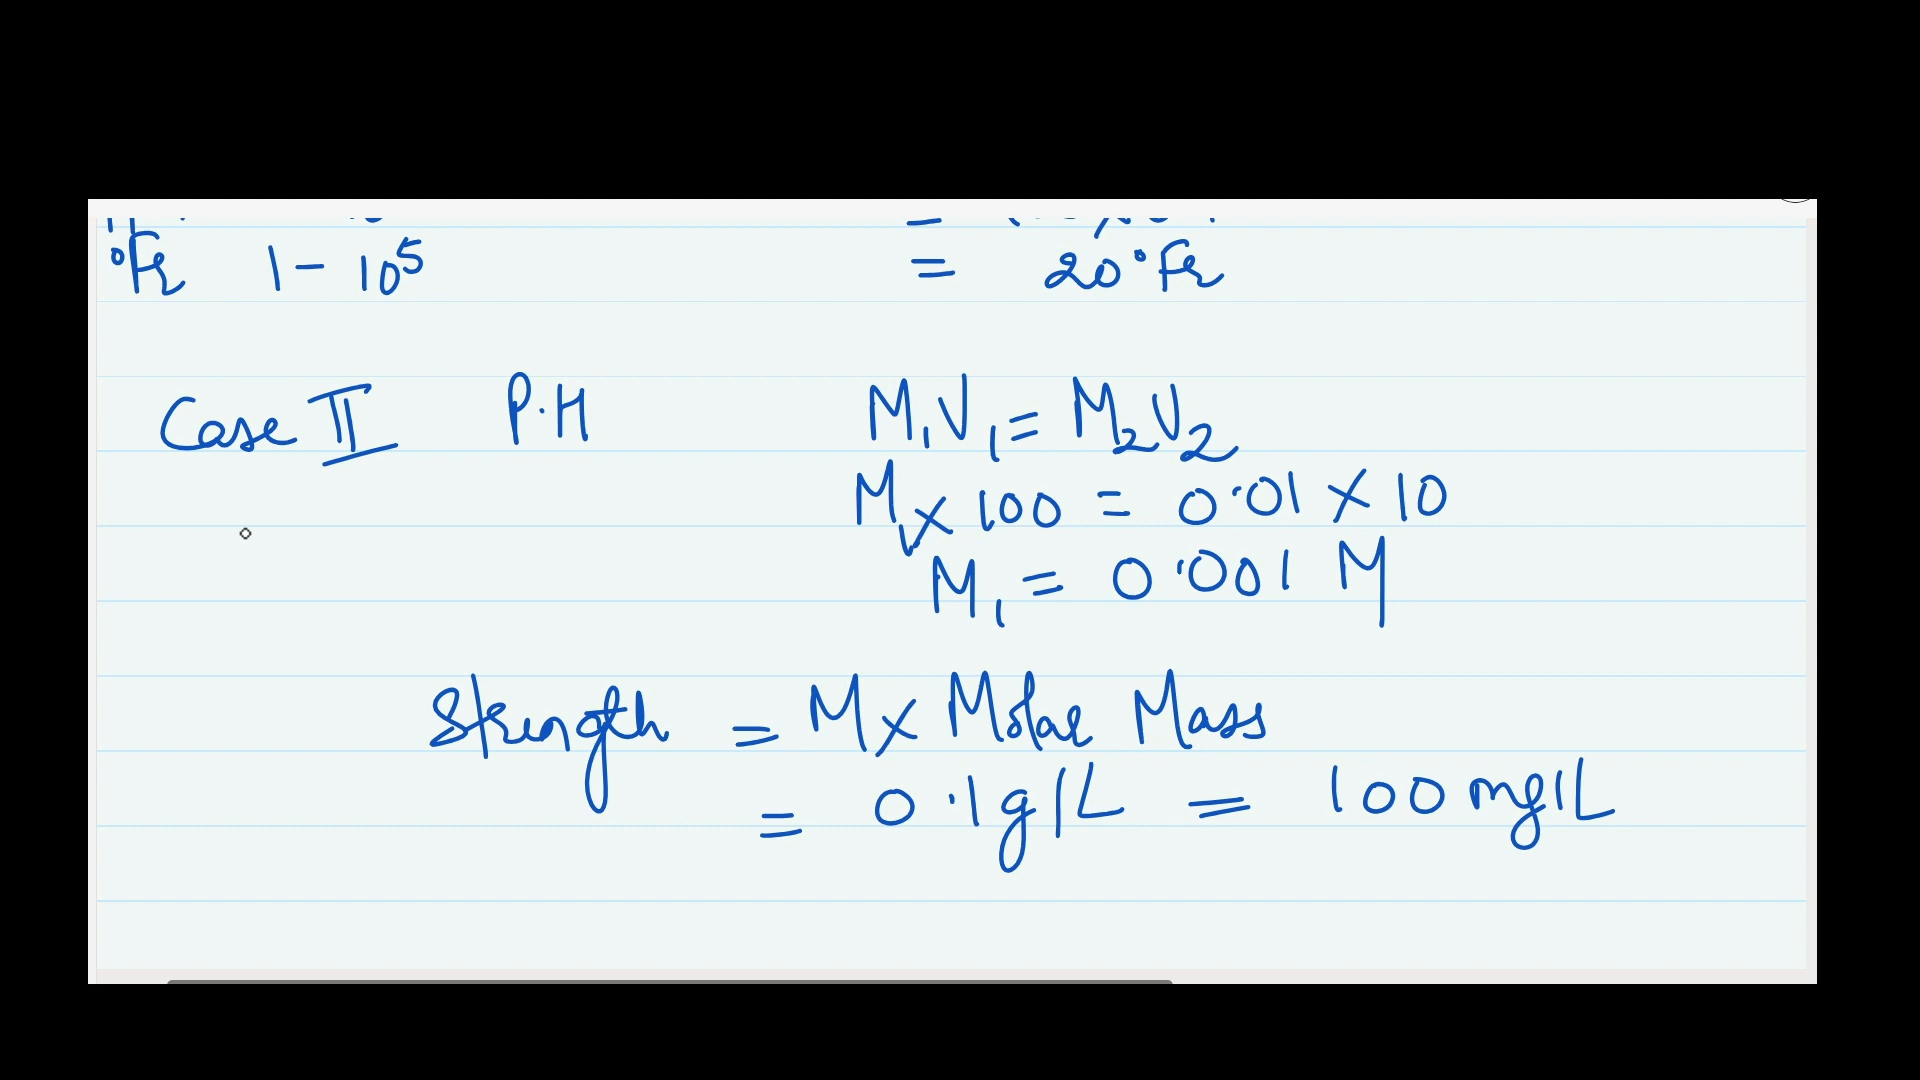 °Fr 1 - 10⁵ = 20°Fr
Case II P.H M₁V₁ = M₂V₂
M₁ × 100 = 0.01 × 10
M₁ = 0.001 M
Strength = M × Molar Mass
= 0.1g/L = 100 mg/L